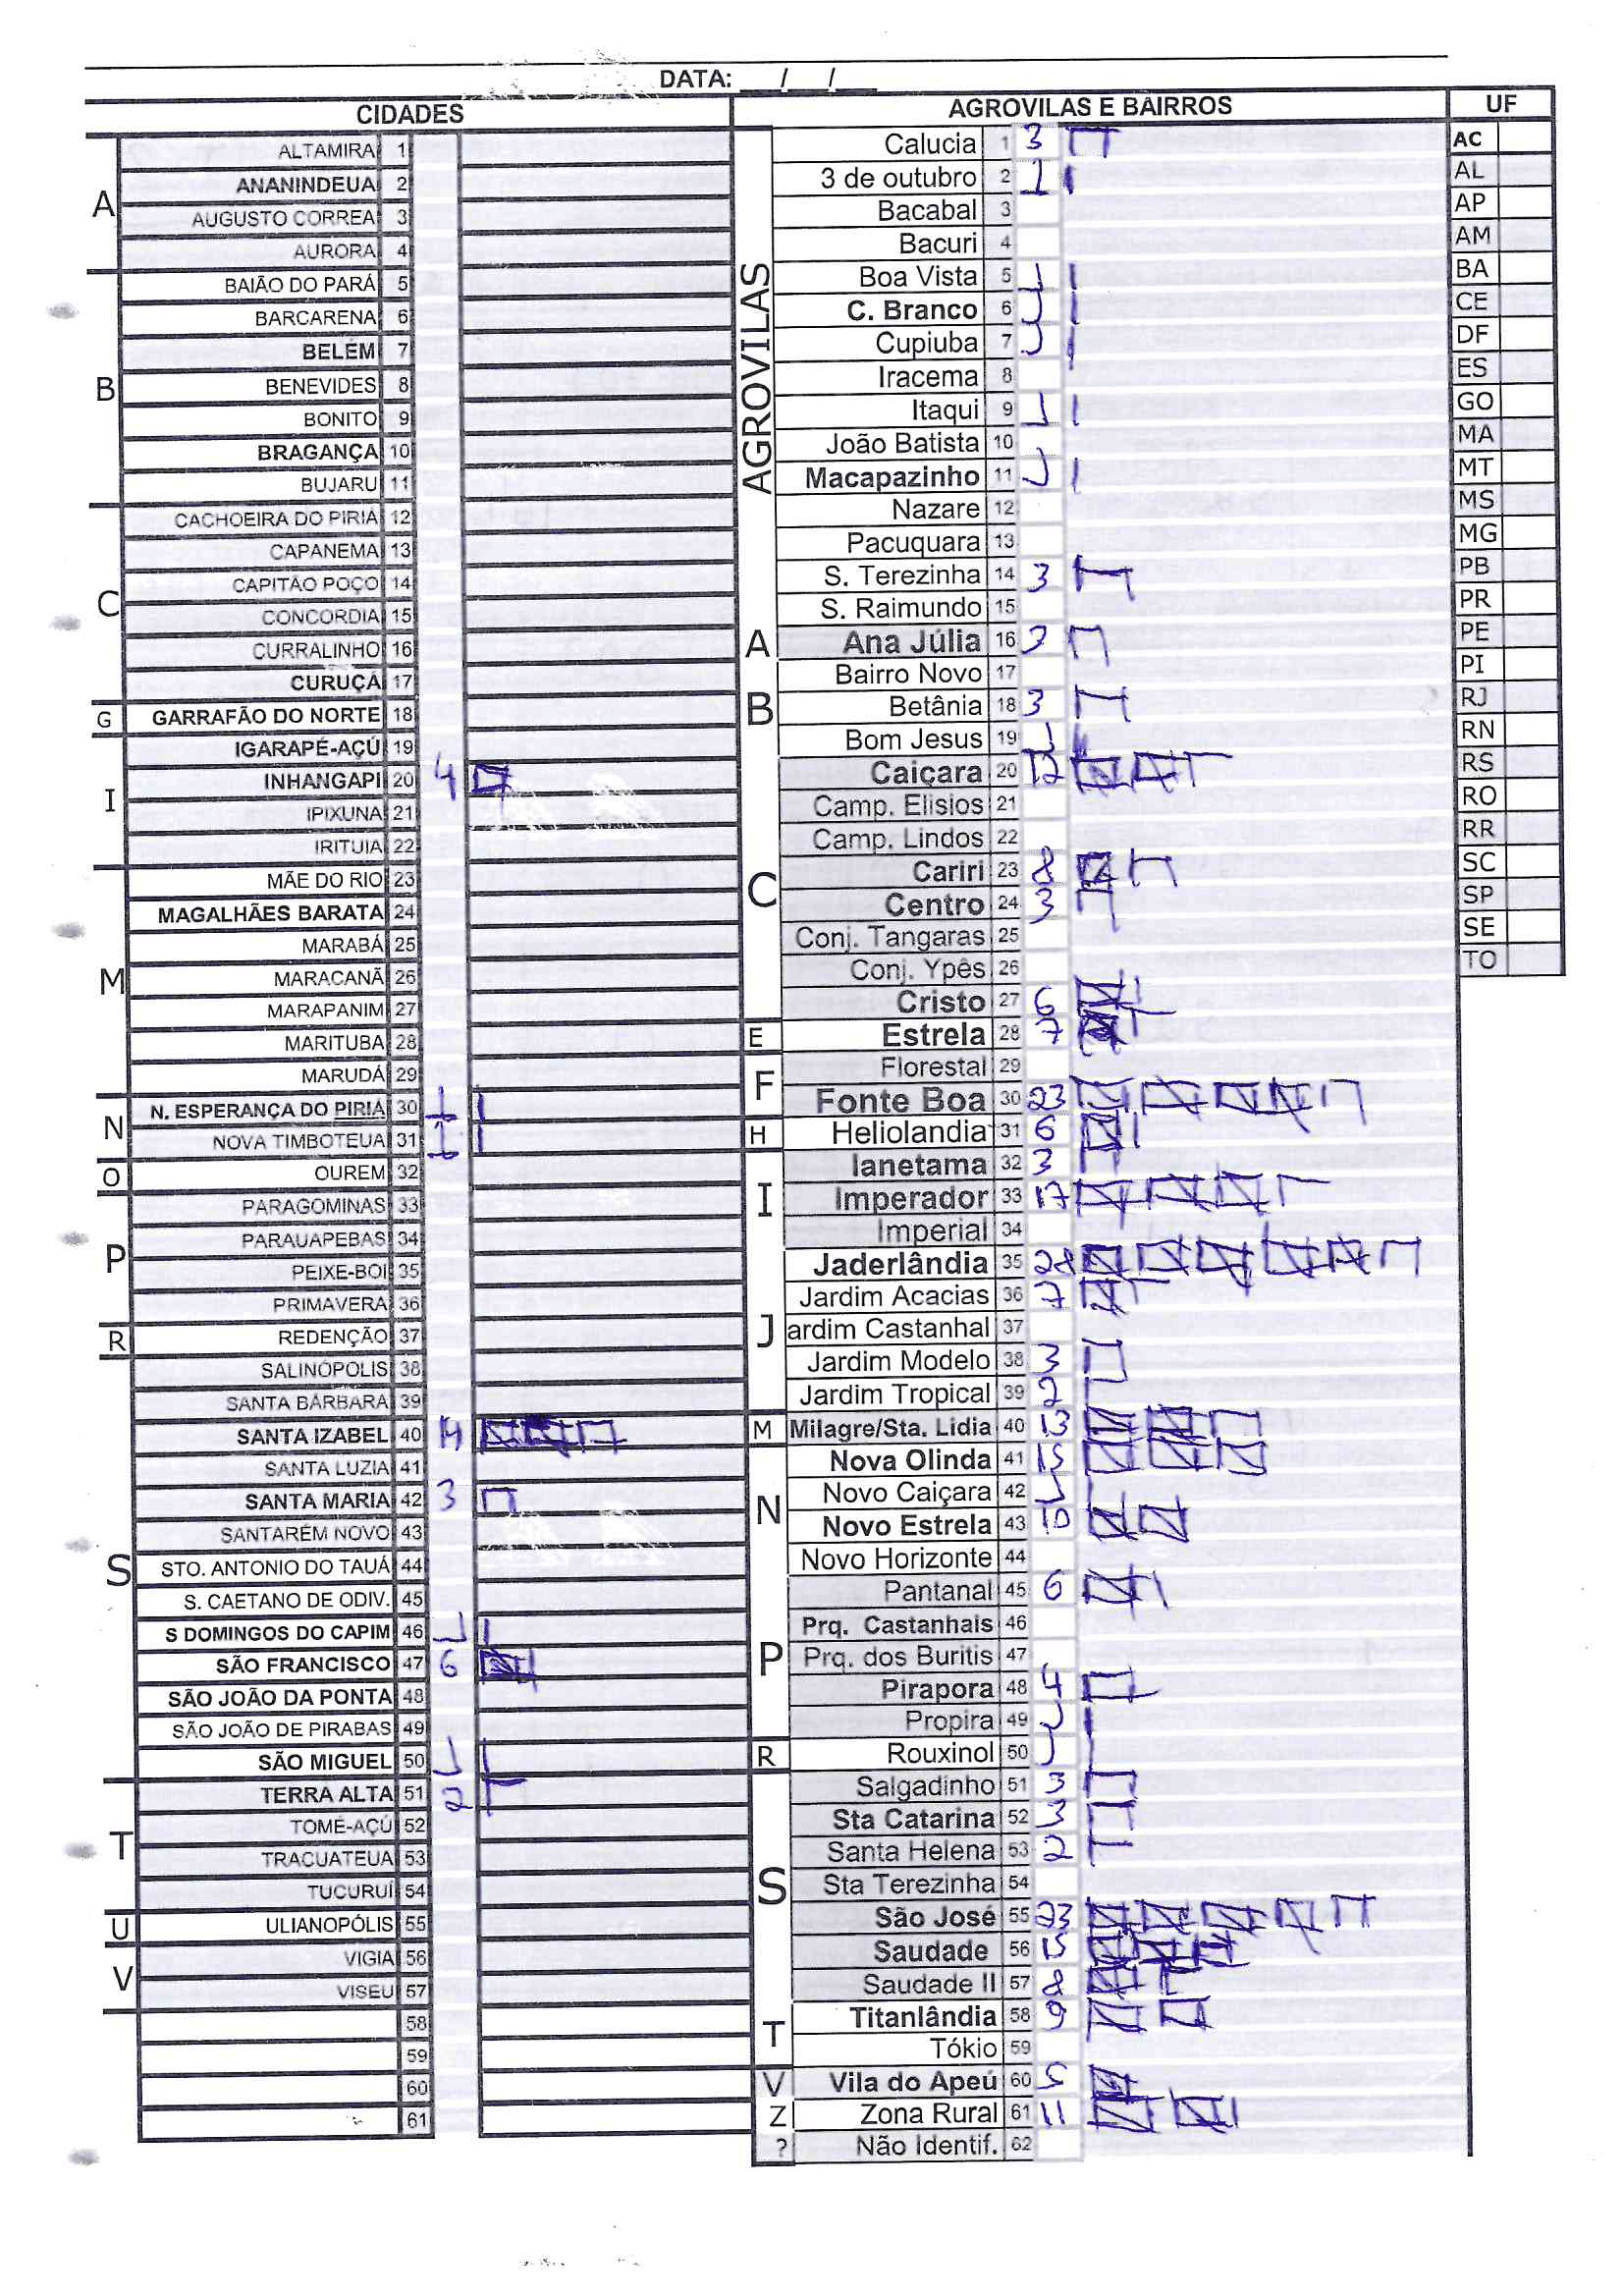 DATA: __/__/__
CIDADES
A
ALTAMIRA 1
ANANINDEUA 2
AUGUSTO CORREA 3
AURORA 4
B
BAIÃO DO PARÁ 5
BARCARENA 6
BELÉM 7
BENEVIDES 8
BONITO 9
BRAGANÇA 10
BUJARU 11
C
CACHOEIRA DO PIRIÁ 12
CAPANEMA 13
CAPITÃO POÇO 14
CONCORDIA 15
CURRALINHO 16
CURUÇÁ 17
G
GARRAFÃO DO NORTE 18
I
IGARAPÉ-AÇÚ 19
INHANGAPI 20 4
IPIXUNA 21
IRITUIA 22
M
MÃE DO RIO 23
MAGALHÃES BARATA 24
MARABÁ 25
MARACANÃ 26
MARAPANIM 27
MARITUBA 28
MARUDÁ 29
N
N. ESPERANÇA DO PIRIÁ 30 1
NOVA TIMBOTEUA 31 1
O
OUREM 32
P
PARAGOMINAS 33
PARAUAPEBAS 34
PEIXE-BOI 35
PRIMAVERA 36
R
REDENÇÃO 37
S
SALINÓPOLIS 38
SANTA BÁRBARA 39
SANTA IZABEL 40 14
SANTA LUZIA 41
SANTA MARIA 42 3
SANTARÉM NOVO 43
STO. ANTONIO DO TAUÁ 44
S. CAETANO DE ODIV. 45
S DOMINGOS DO CAPIM 46 1
SÃO FRANCISCO 47 6
SÃO JOÃO DA PONTA 48
SÃO JOÃO DE PIRABAS 49
SÃO MIGUEL 50 1
T
TERRA ALTA 51 2
TOMÉ-AÇÚ 52
TRACUATEUA 53
TUCURUÍ 54
U
ULIANOPÓLIS 55
V
VIGIA 56
VISEU 57
58
59
60
61
AGROVILAS E BAIRROS
AGROVILAS
Calucia 1 3
3 de outubro 2 1
Bacabal 3
Bacuri 4
Boa Vista 5 1
C. Branco 6 1
Cupiuba 7 1
Iracema 8
Itaqui 9 1
João Batista 10
Macapazinho 11 1
Nazare 12
Pacuquara 13
S. Terezinha 14 3
S. Raimundo 15
A
Ana Júlia 16 3
Bairro Novo 17
B
Betânia 18 3
Bom Jesus 19 1
C
Caiçara 20 12
Camp. Elisios 21
Camp. Lindos 22
Cariri 23 8
Centro 24 3
Conj. Tangaras 25
Conj. Ypês 26
Cristo 27 6
E
Estrela 28 7
F
Florestal 29
Fonte Boa 30 23
H
Heliolandia 31 6
I
Ianetama 32 3
Imperador 33 17
Imperial 34
J
Jaderlândia 35 28
Jardim Acacias 36 7
ardim Castanhal 37
Jardim Modelo 38 3
Jardim Tropical 39 2
M
Milagre/Sta. Lidia 40 13
N
Nova Olinda 41 15
Novo Caiçara 42 1
Novo Estrela 43 10
Novo Horizonte 44
P
Pantanal 45 6
Prq. Castanhais 46
Prq. dos Buritis 47
Pirapora 48 4
Propira 49 1
R
Rouxinol 50 1
S
Salgadinho 51 3
Sta Catarina 52 3
Santa Helena 53 2
Sta Terezinha 54
São José 55 23
Saudade 56 15
Saudade II 57 8
T
Titanlândia 58 9
Tókio 59
V
Vila do Apeú 60 5
Z
Zona Rural 61 11
?
Não Identif. 62
UF
AC
AL
AP
AM
BA
CE
DF
ES
GO
MA
MT
MS
MG
PB
PR
PE
PI
RJ
RN
RS
RO
RR
SC
SP
SE
TO